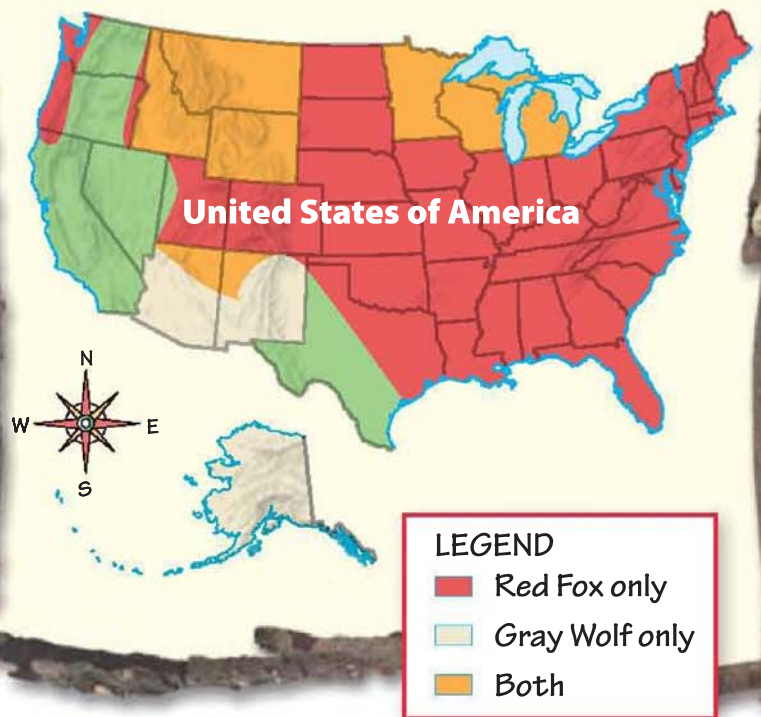 United States of America
N
W
E
S
LEGEND
Red Fox only
Gray Wolf only
Both